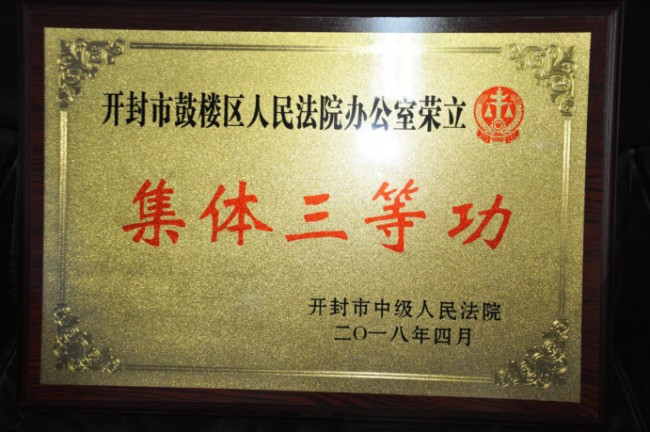 开封市鼓楼区人民法院办公室荣立
集体三等功
开封市中级人民法院
二〇一八年四月